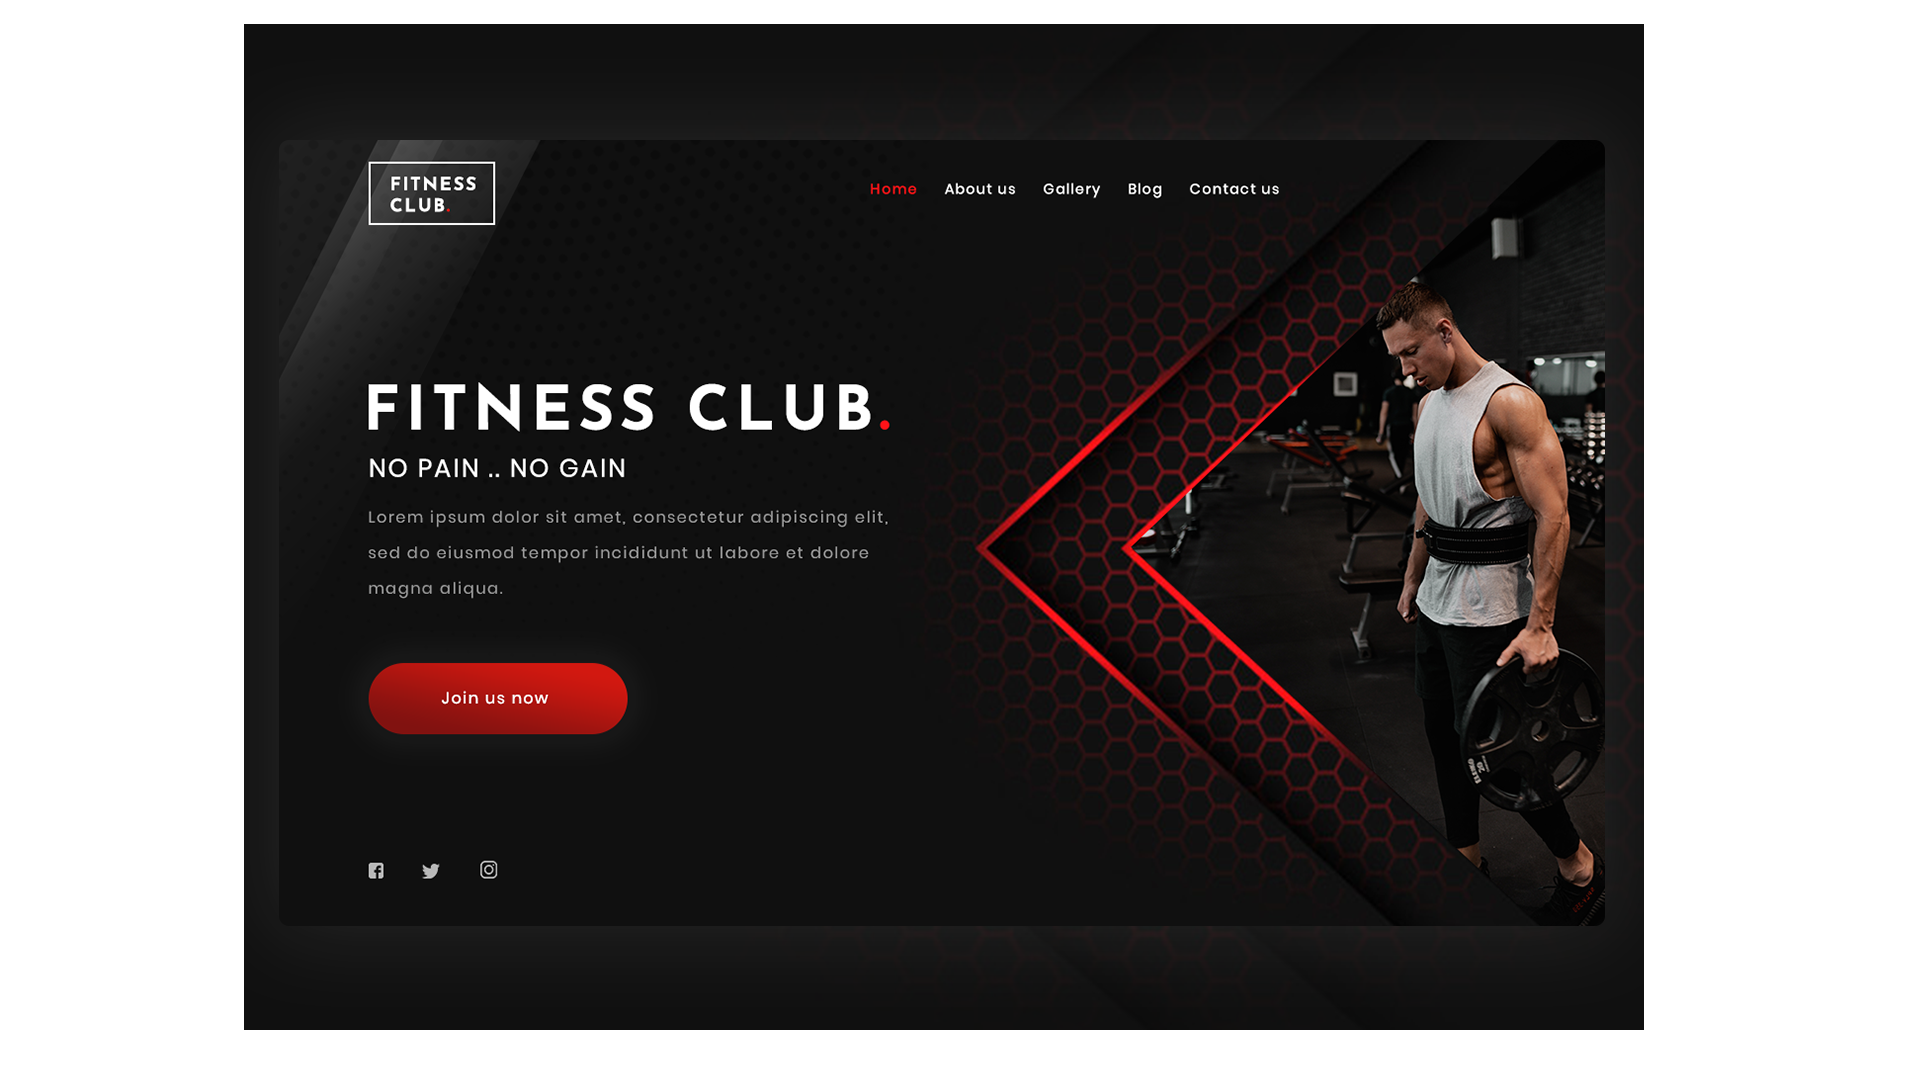 FITNESS
CLUB.
Home About us Gallery Blog Contact us
FITNESS CLUB.
NO PAIN .. NO GAIN
Lorem ipsum dolor sit amet, consectetur adipiscing elit,
sed do eiusmod tempor incididunt ut labore et dolore
magna aliqua.
Join us now
20